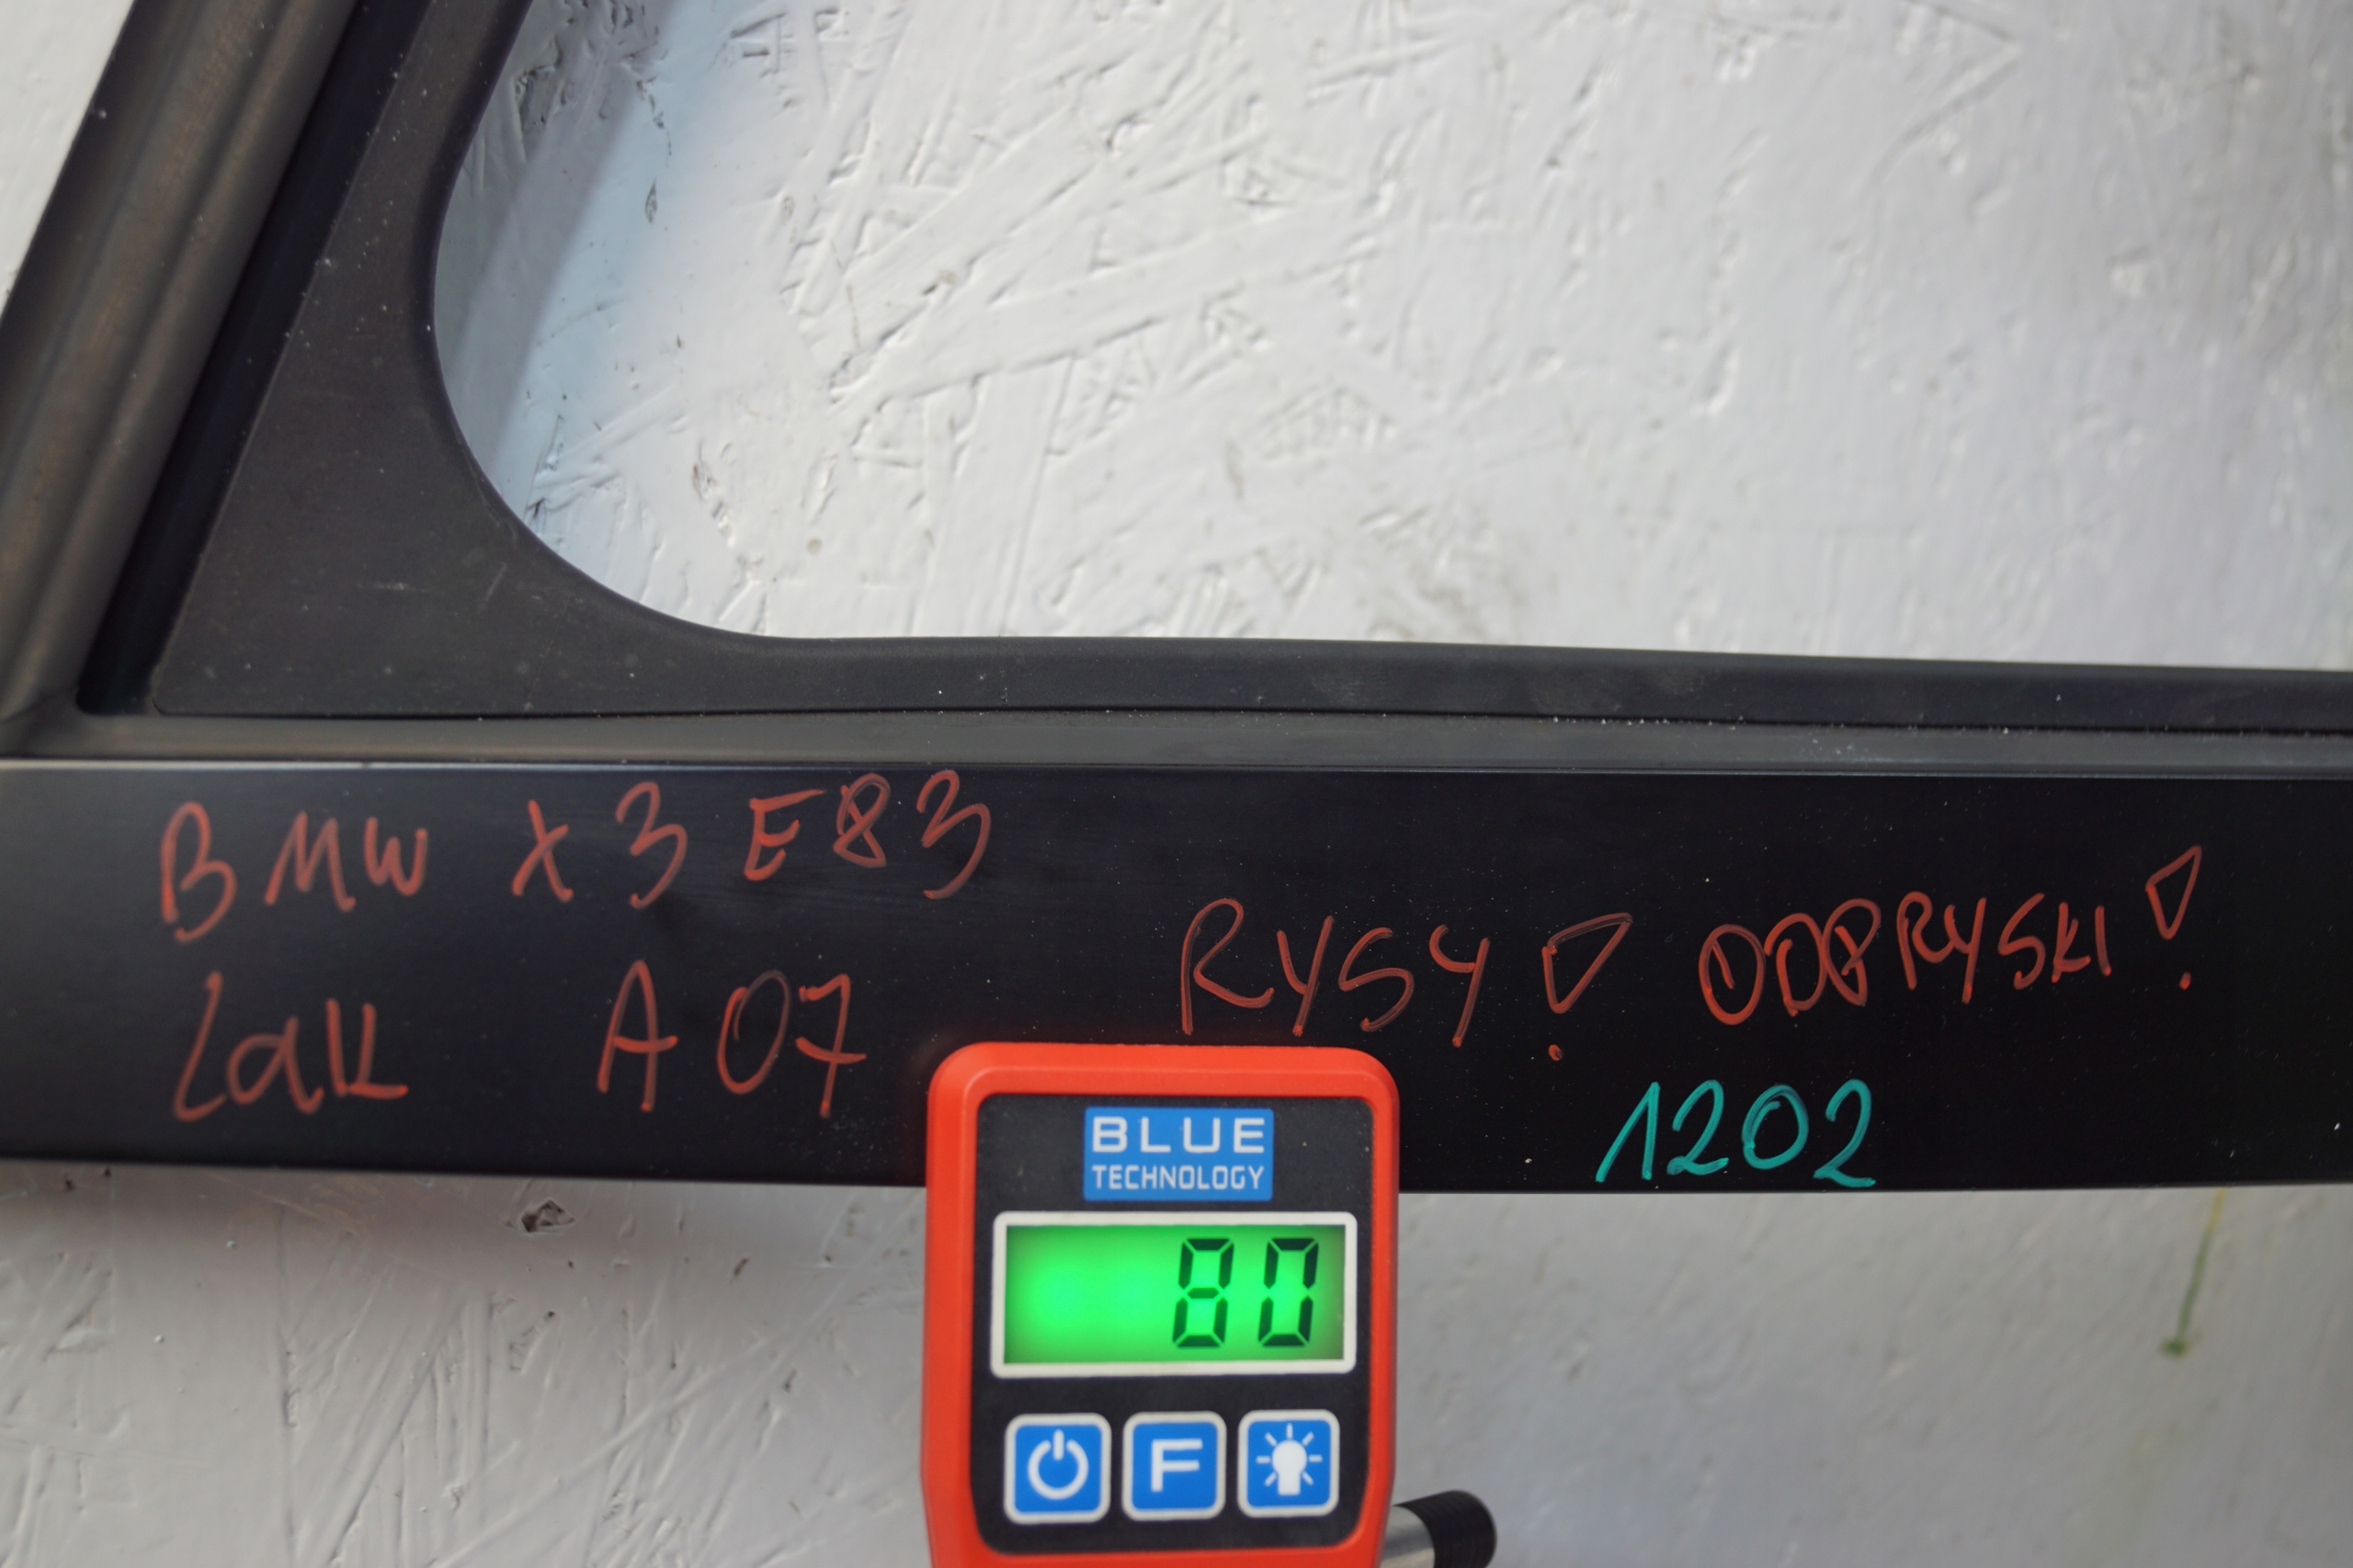 BMW X3 E83
Lak A07
RYSY! ODPRYSKI!
1202
BLUE
TECHNOLOGY
80
F